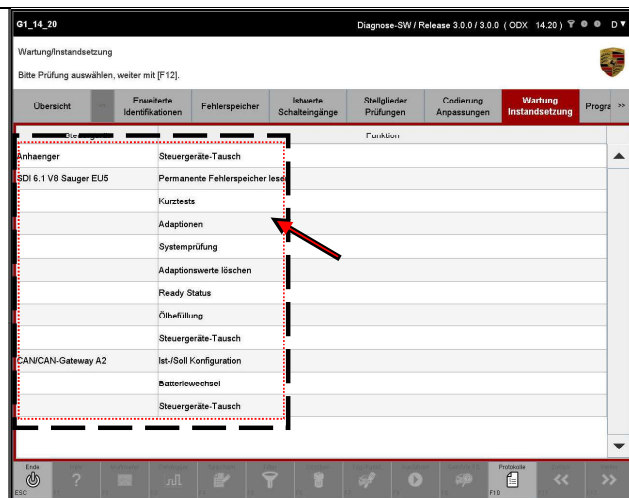 G1_14_20 Diagnose-SW / Release 3.0.0 / 3.0.0 ( ODX 14.20 ) D
Wartung/Instandsetzung
Bitte Prüfung auswählen, weiter mit [F12].
Übersicht Erweiterte Identifikationen Fehlerspeicher Istwerte Schalteingänge Stellglieder Prüfungen Codierung Anpassungen Wartung Instandsetzung Progra >>
Funktion
Anhaenger Steuergeräte-Tausch
SDI 6.1 V8 Sauger EU5 Permanente Fehlerspeicher lesen
Kurztests
Adaptionen
Systemprüfung
Adaptionswerte löschen
Ready Status
Ölbefüllung
Steuergeräte-Tausch
CAN/CAN-Gateway A2 Ist-/Soll Konfiguration
Batteriewechsel
Steuergeräte-Tausch
Ende Protokolle
ESC F10